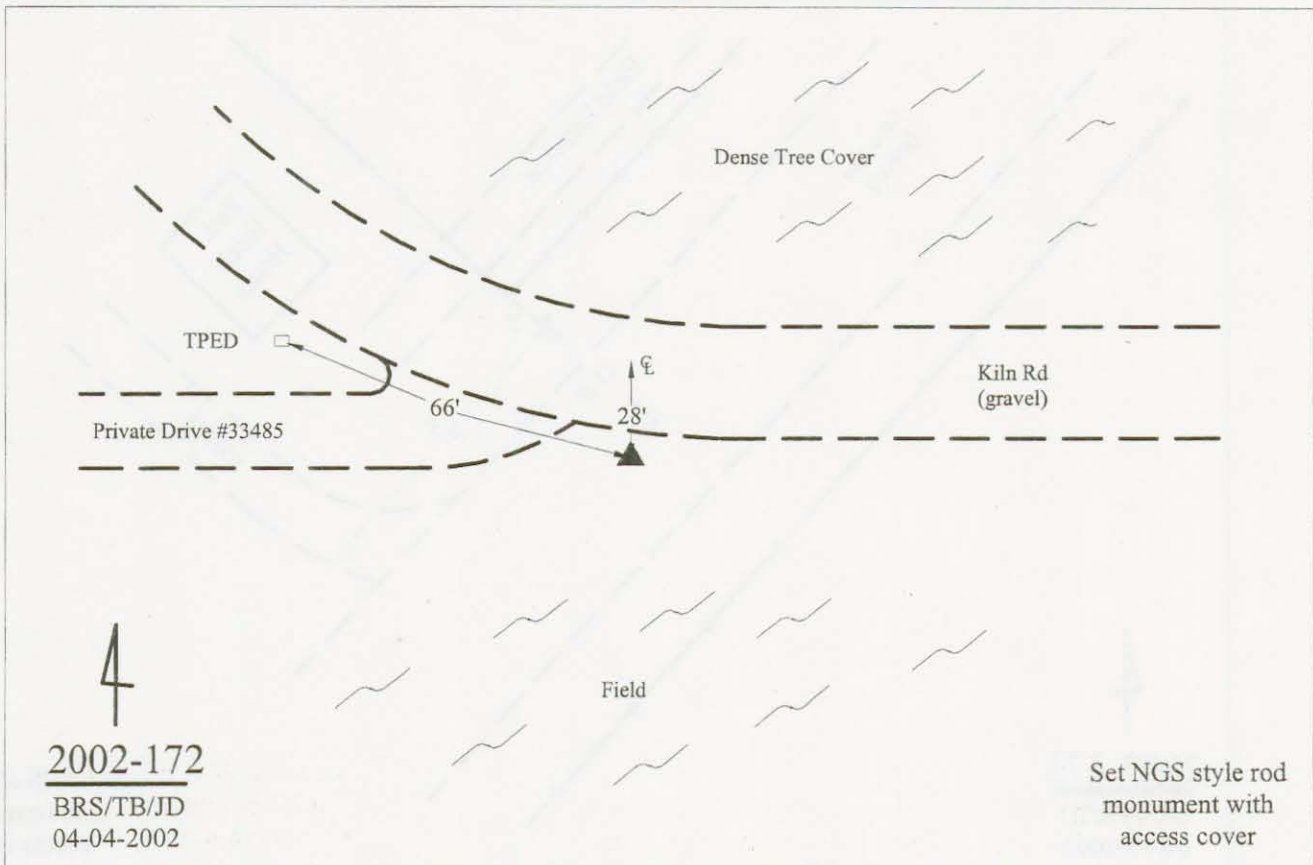 Dense Tree Cover
TPED
℄
Kiln Rd
(gravel)
66'
28'
Private Drive #33485
Field
2002-172
BRS/TB/JD
04-04-2002
Set NGS style rod
monument with
access cover